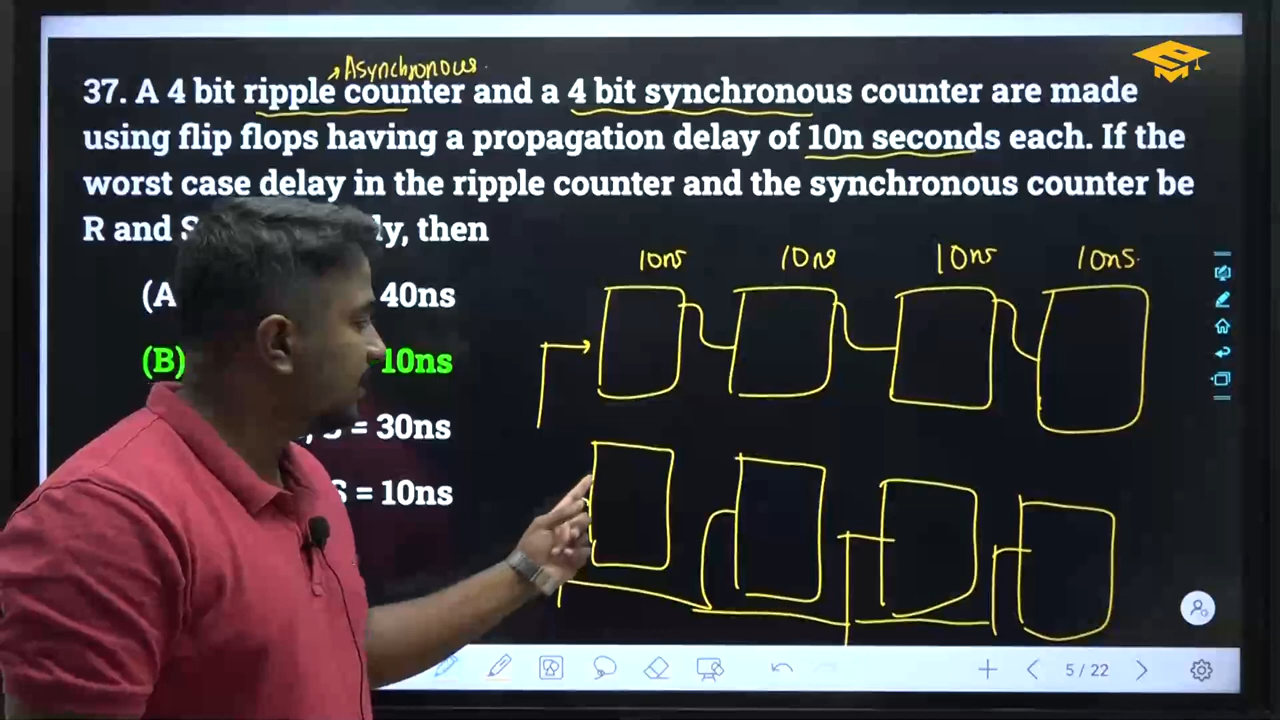 Asynchronous
37. A 4 bit ripple counter and a 4 bit synchronous counter are made
using flip flops having a propagation delay of 10n seconds each. If the
worst case delay in the ripple counter and the synchronous counter be
R and S ly, then
10ns 10ns 10ns 10ns
(A 40ns
(B) 10ns
= 30ns
S = 10ns
5 / 22